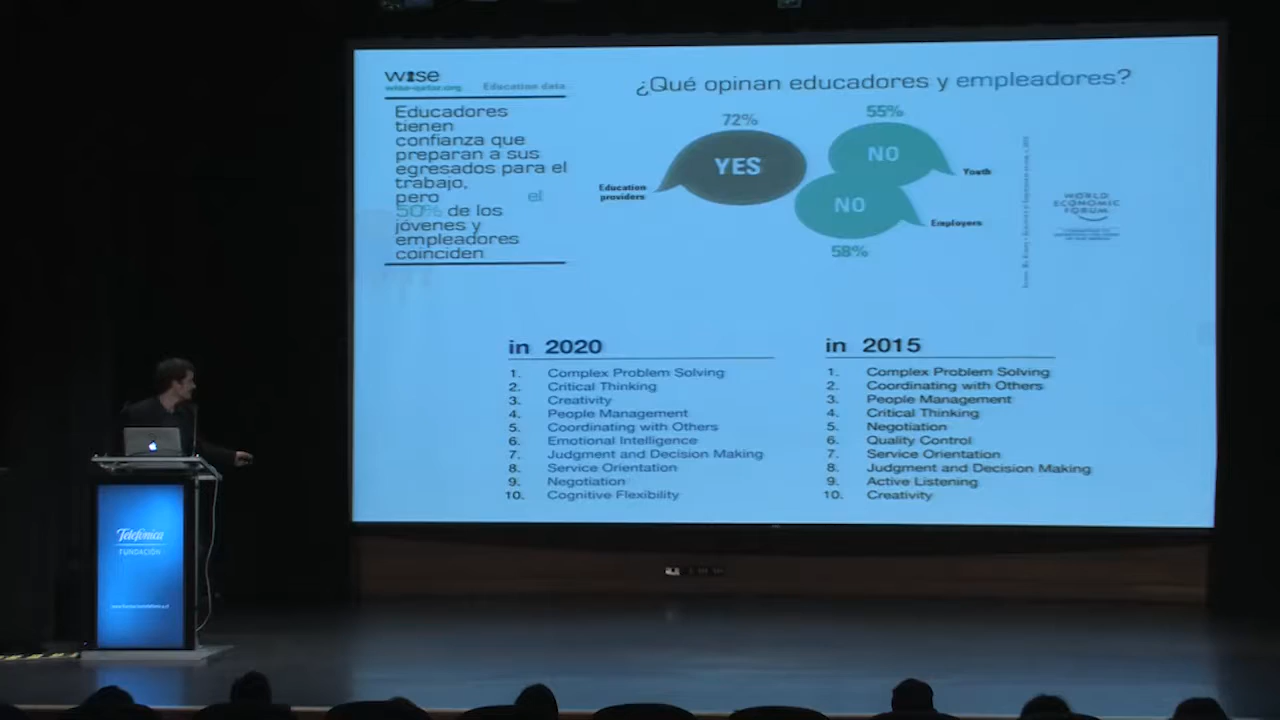 wise
wise-qatar.org
Education data
Educadores
tienen
confianza que
preparan a sus
egresados para el
trabajo,
pero el
50% de los
jóvenes y
empleadores
coinciden
¿Qué opinan educadores y empleadores?
72%
YES
Education
providers
55%
NO
Youth
NO
Employers
58%
WORLD
ECONOMIC
FORUM
in 2020
1. Complex Problem Solving
2. Critical Thinking
3. Creativity
4. People Management
5. Coordinating with Others
6. Emotional Intelligence
7. Judgment and Decision Making
8. Service Orientation
9. Negotiation
10. Cognitive Flexibility
in 2015
1. Complex Problem Solving
2. Coordinating with Others
3. People Management
4. Critical Thinking
5. Negotiation
6. Quality Control
7. Service Orientation
8. Judgment and Decision Making
9. Active Listening
10. Creativity
Telefónica
FUNDACIÓN